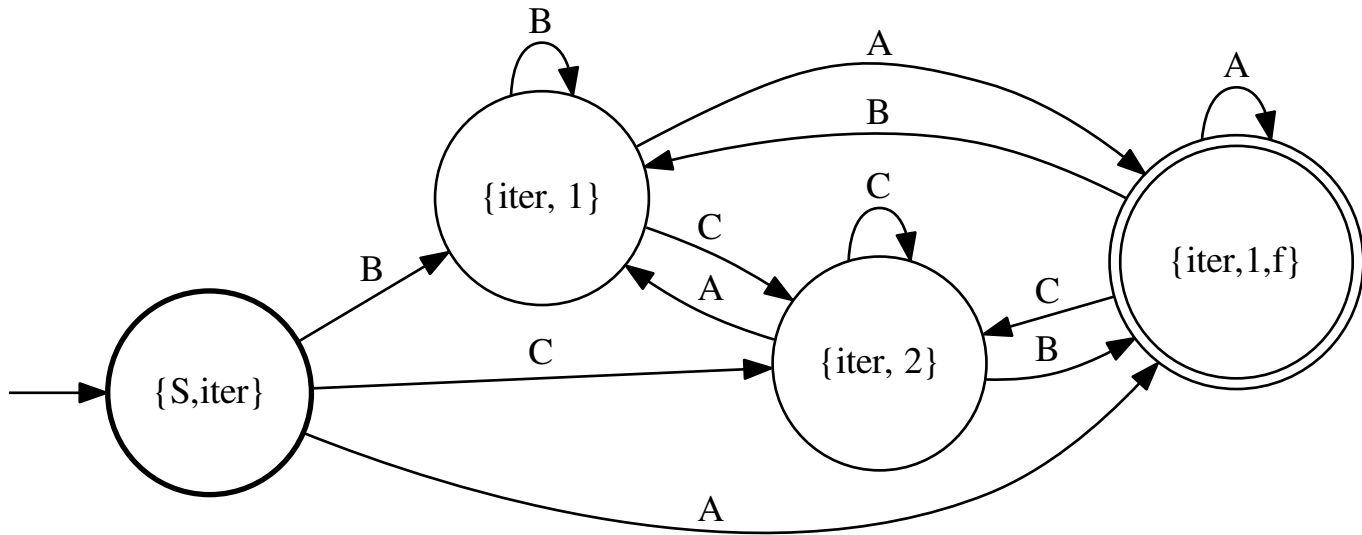 B
A
A
B
{iter, 1}
C
C
{iter,1,f}
B
A
C
{iter, 2}
B
C
{S,iter}
A